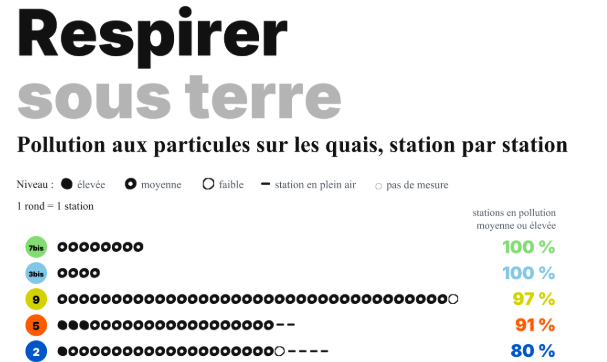 Respirer
sous terre
Pollution aux particules sur les quais, station par station
Niveau : élevée moyenne faible station en plein air pas de mesure
1 rond = 1 station
stations en pollution
moyenne ou élevée
7bis 100 %
3bis 100 %
9 97 %
5 91 %
2 80 %